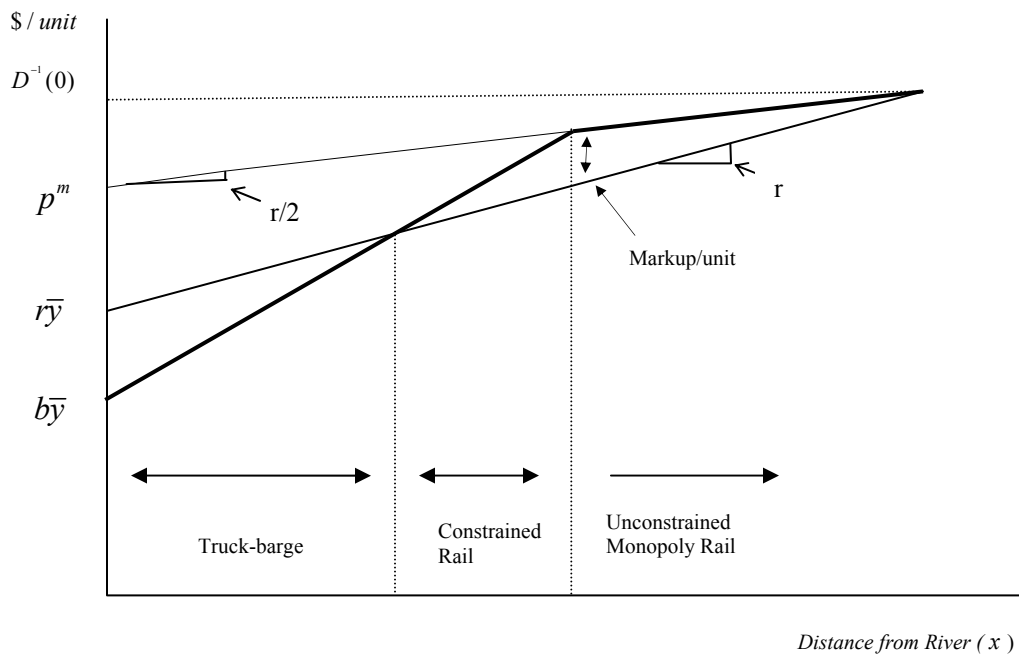 $ / unit
D⁻¹(0)
pᵐ
r/2
r
Markup/unit
rȳ
bȳ
Truck-barge
Constrained
Rail
Unconstrained
Monopoly Rail
Distance from River ( x )